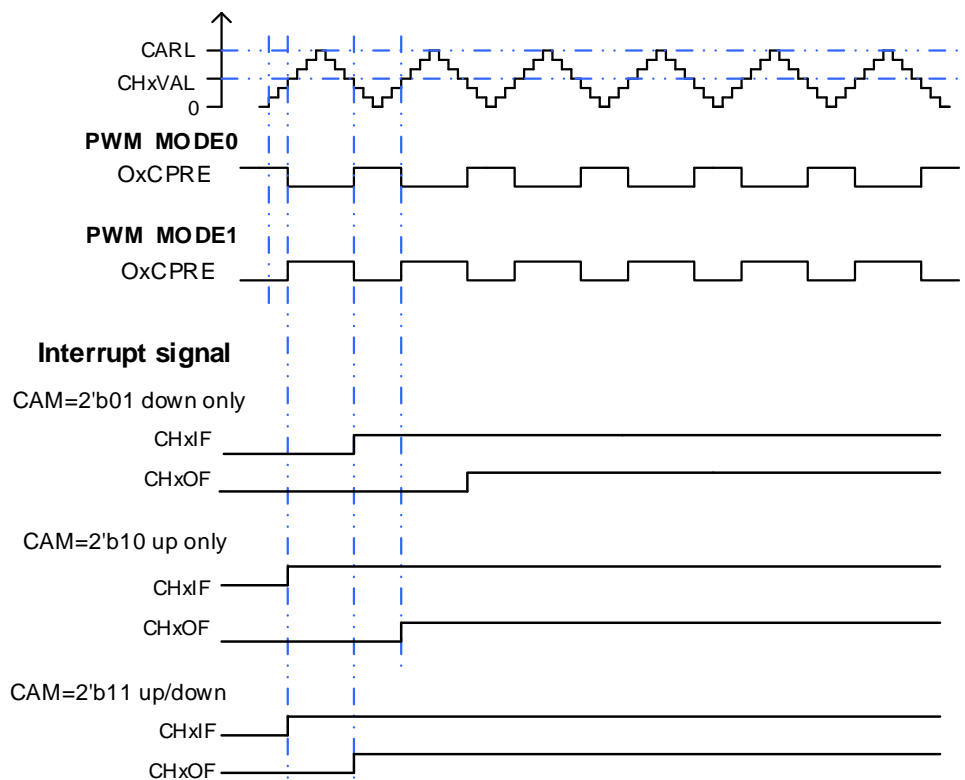 CARL
CHxVAL
0
PWM MODE0
OxCPRE
PWM MODE1
OxCPRE
Interrupt signal
CAM=2'b01 down only
CHxIF
CHxOF
CAM=2'b10 up only
CHxIF
CHxOF
CAM=2'b11 up/down
CHxIF
CHxOF